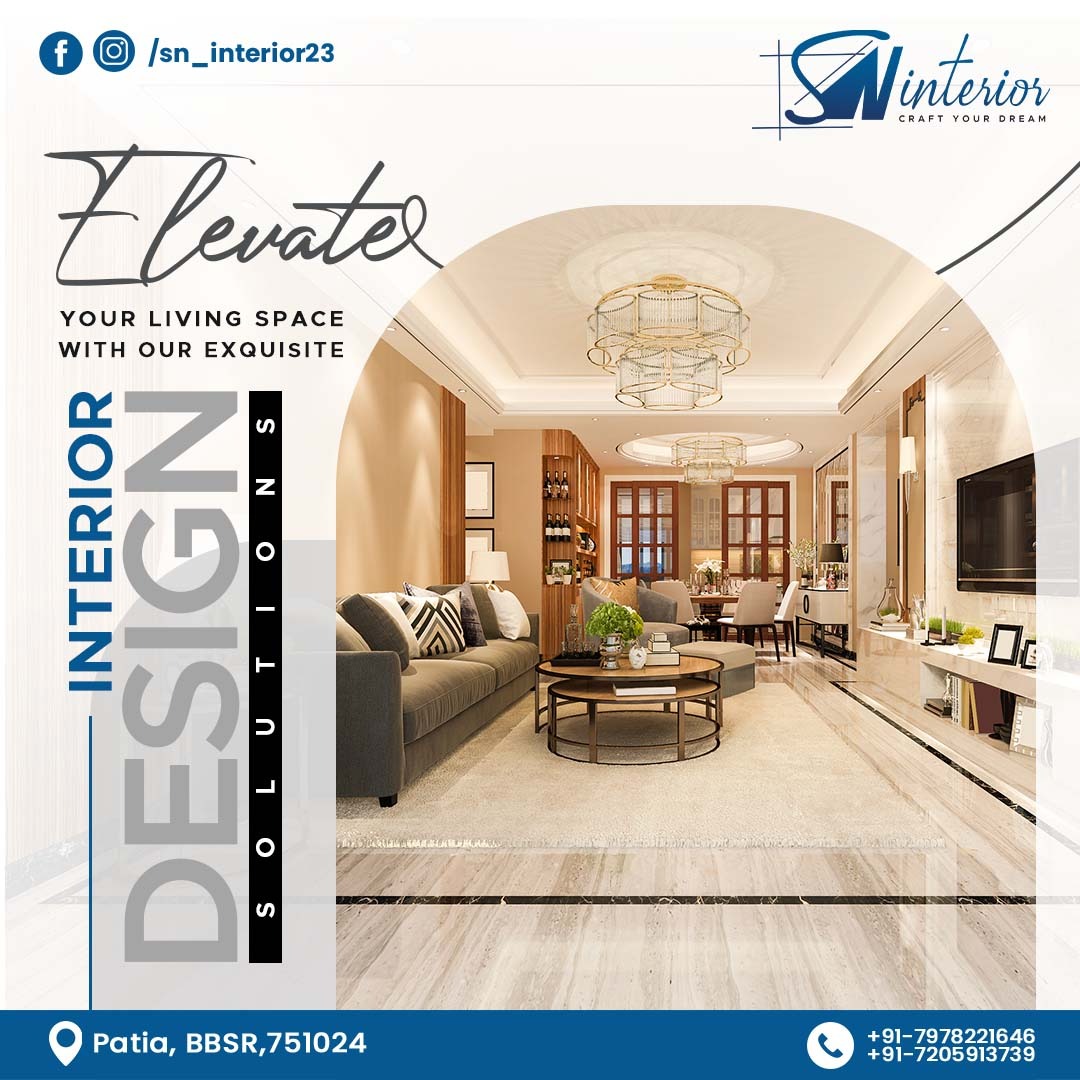 /sn_interior23
SN interior
CRAFT YOUR DREAM
Elevate
YOUR LIVING SPACE
WITH OUR EXQUISITE
INTERIOR
DESIGN
SOLUTIONS
Patia, BBSR,751024
+91-7978221646
+91-7205913739